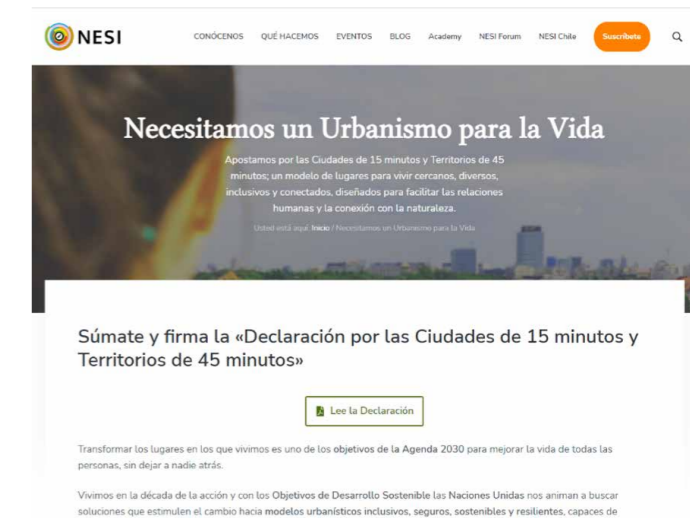 NESI
CONÓCENOS QUÉ HACEMOS EVENTOS BLOG Academy NESI Forum NESI Chile Suscríbete
Necesitamos un Urbanismo para la Vida
Apostamos por las Ciudades de 15 minutos y Territorios de 45
minutos; un modelo de lugares para vivir cercanos, diversos,
inclusivos y conectados, diseñados para facilitar las relaciones
humanas y la conexión con la naturaleza.
Usted está aquí: Inicio / Necesitamos un Urbanismo para la Vida
Súmate y firma la «Declaración por las Ciudades de 15 minutos y
Territorios de 45 minutos»
Lee la Declaración
Transformar los lugares en los que vivimos es uno de los objetivos de la Agenda 2030 para mejorar la vida de todas las
personas, sin dejar a nadie atrás.
Vivimos en la década de la acción y con los Objetivos de Desarrollo Sostenible las Naciones Unidas nos animan a buscar
soluciones que estimulen el cambio hacia modelos urbanísticos inclusivos, seguros, sostenibles y resilientes, capaces de